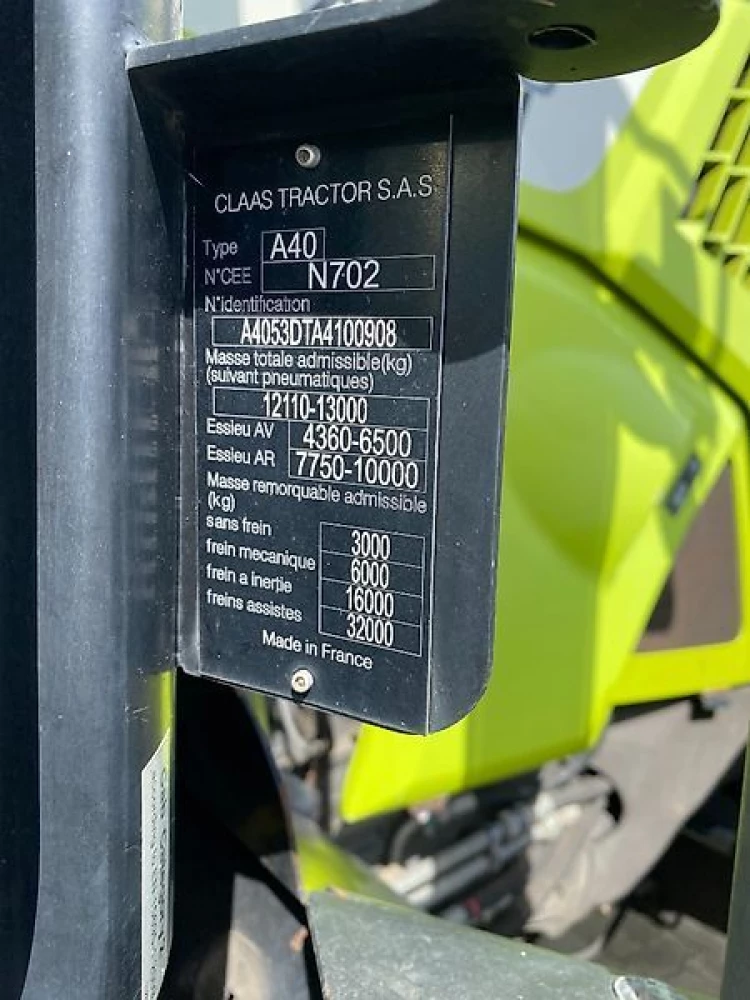 CLAAS TRACTOR S.A.S
Type A40
N°CEE N702
N°identification
A4053DTA4100908
Masse totale admissible(kg)
(suivant pneumatiques)
12110-13000
Essieu AV 4360-6500
Essieu AR 7750-10000
Masse remorquable admissible
(kg)
sans frein 3000
frein mecanique 6000
frein a inertie 16000
freins assistes 32000
Made in France